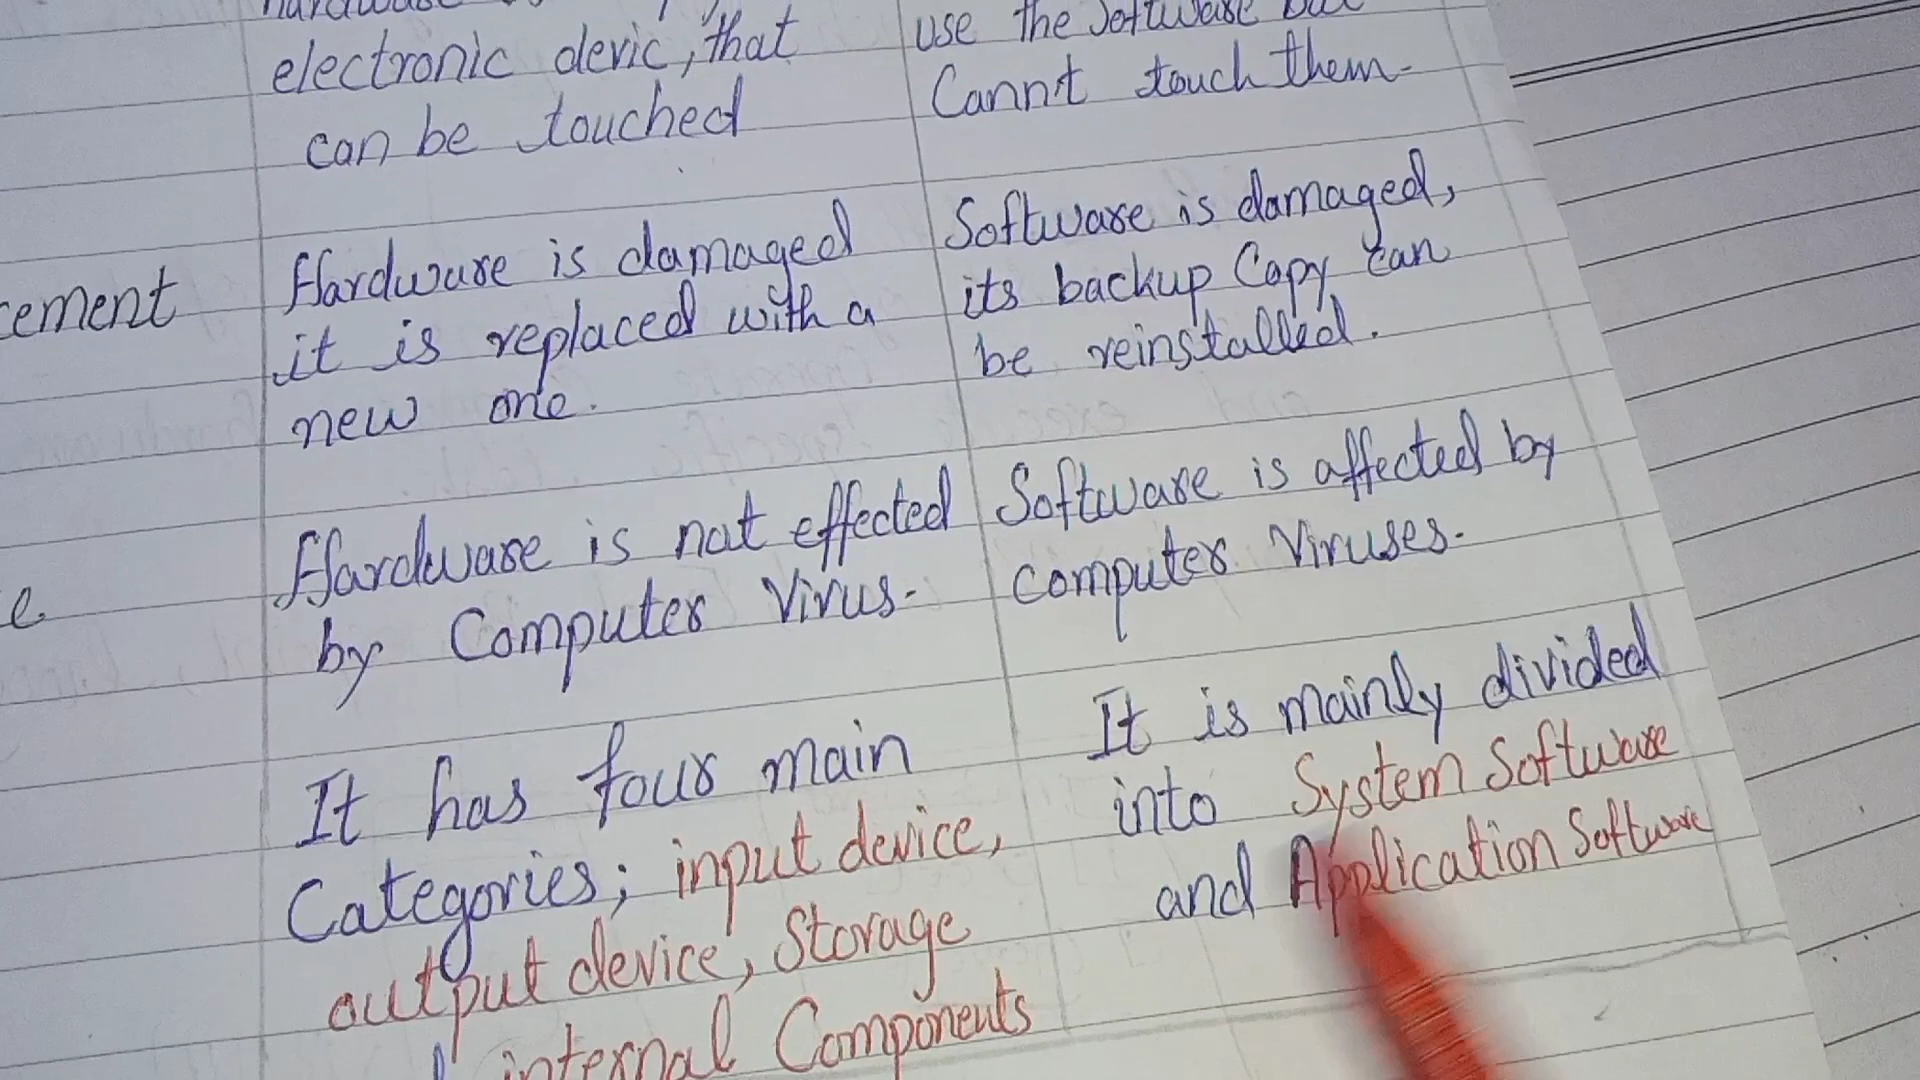 hardware
electronic devic, that
can be touched
use the Software but
Cannt touch them-
cement
Hardware is damaged
it is replaced with a
new one.
Software is damaged,
its backup Copy can
be reinstalled.
e.
Hardware is not effected
by Computer Virus-
Software is affected by
Computer Viruses-
It has four main
Categories; input device,
output device, Storage
internal Components
It is mainly divided
into System Software
and Application Software